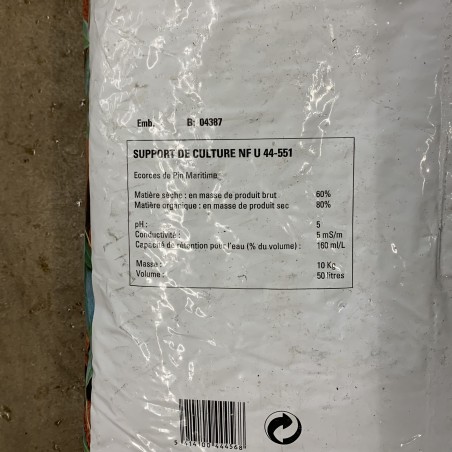 Emb. B: 04387
SUPPORT DE CULTURE NF U 44-551
Ecorces de Pin Maritime
Matière sèche : en masse de produit brut 60%
Matière organique : en masse de produit sec 80%
pH : 5
Conductivité : 5 mS/m
Capacité de rétention pour l'eau (% du volume) : 160 ml/L
Masse : 10 Kg
Volume : 50 litres